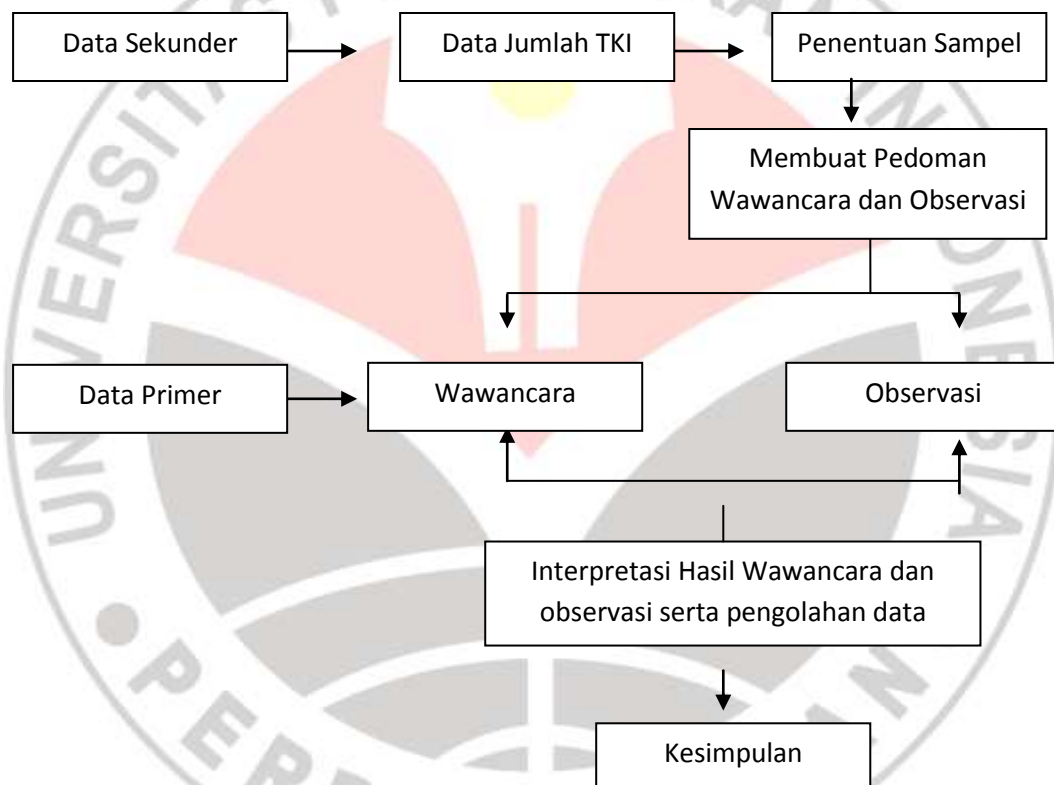 Data Sekunder
Data Jumlah TKI
Penentuan Sampel
Membuat Pedoman
Wawancara dan Observasi
Data Primer
Wawancara
Observasi
Interpretasi Hasil Wawancara dan
observasi serta pengolahan data
Kesimpulan